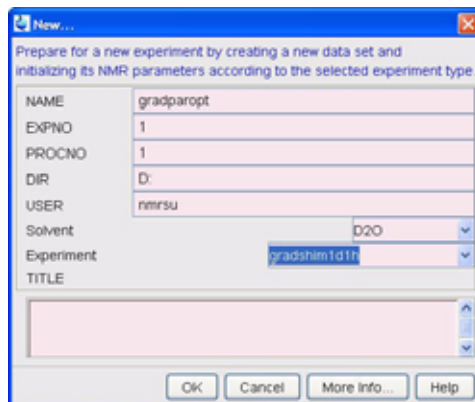 New...
Prepare for a new experiment by creating a new data set and
initializing its NMR parameters according to the selected experiment type
NAME gradparopt
EXPNO 1
PROCNO 1
DIR D:
USER nmrsu
Solvent D2O
Experiment gradshim1d1h
TITLE
OK Cancel More Info... Help